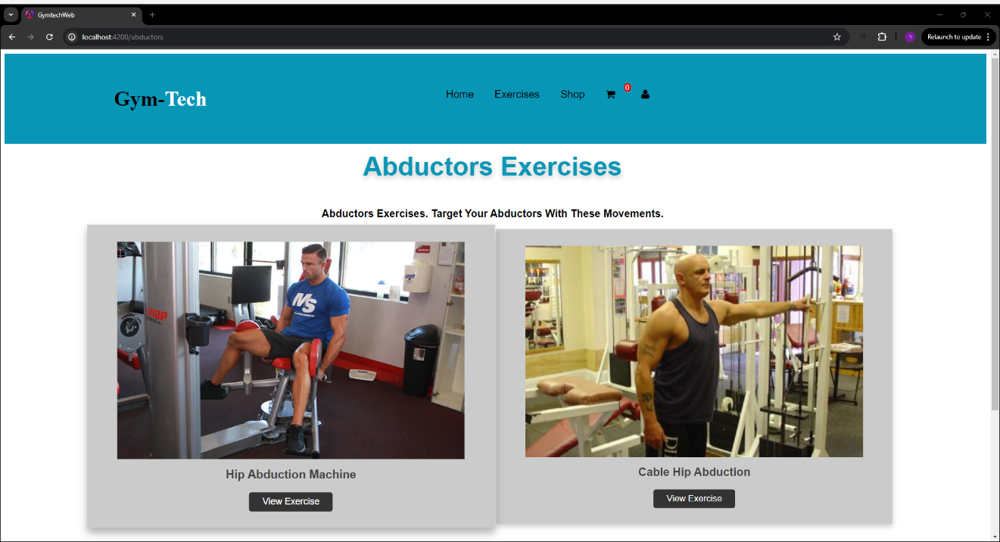 GymtechWeb
localhost:4200/abductors
Relaunch to update
Gym-Tech
Home Exercises Shop 0
Abductors Exercises
Abductors Exercises. Target Your Abductors With These Movements.
snap
MS
Hip Abduction Machine
Cable Hip Abduction
View Exercise
View Exercise